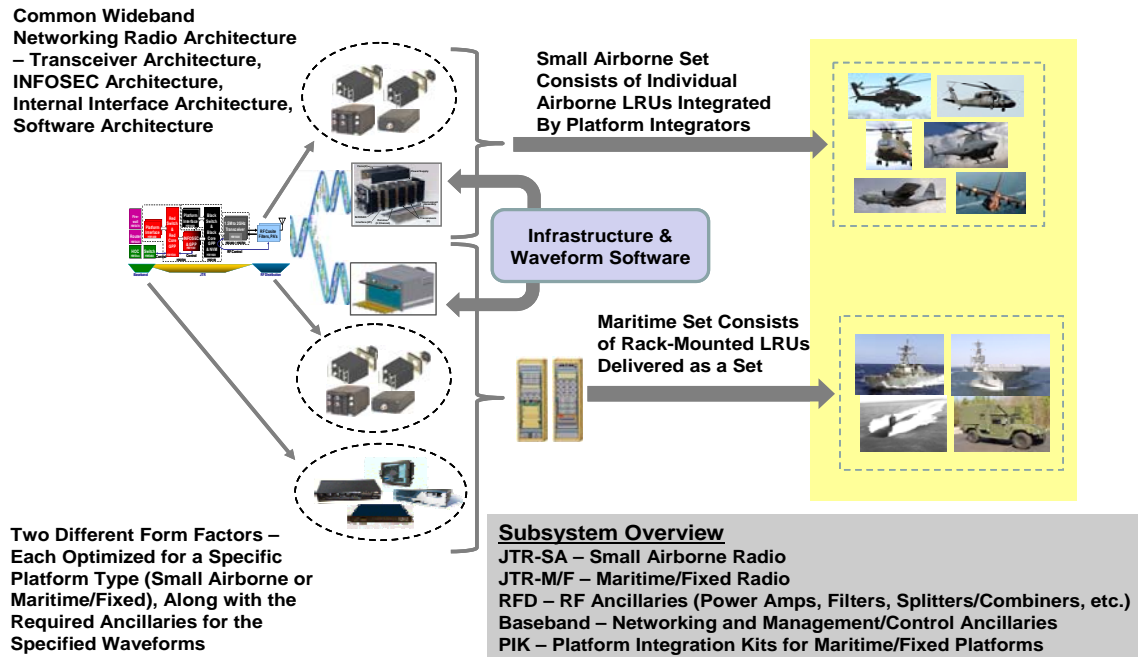 Common Wideband
Networking Radio Architecture
– Transceiver Architecture,
INFOSEC Architecture,
Internal Interface Architecture,
Software Architecture
Small Airborne Set
Consists of Individual
Airborne LRUs Integrated
By Platform Integrators
Infrastructure &
Waveform Software
Maritime Set Consists
of Rack-Mounted LRUs
Delivered as a Set
Two Different Form Factors –
Each Optimized for a Specific
Platform Type (Small Airborne or
Maritime/Fixed), Along with the
Required Ancillaries for the
Specified Waveforms
Subsystem Overview
JTR-SA – Small Airborne Radio
JTR-M/F – Maritime/Fixed Radio
RFD – RF Ancillaries (Power Amps, Filters, Splitters/Combiners, etc.)
Baseband – Networking and Management/Control Ancillaries
PIK – Platform Integration Kits for Maritime/Fixed Platforms